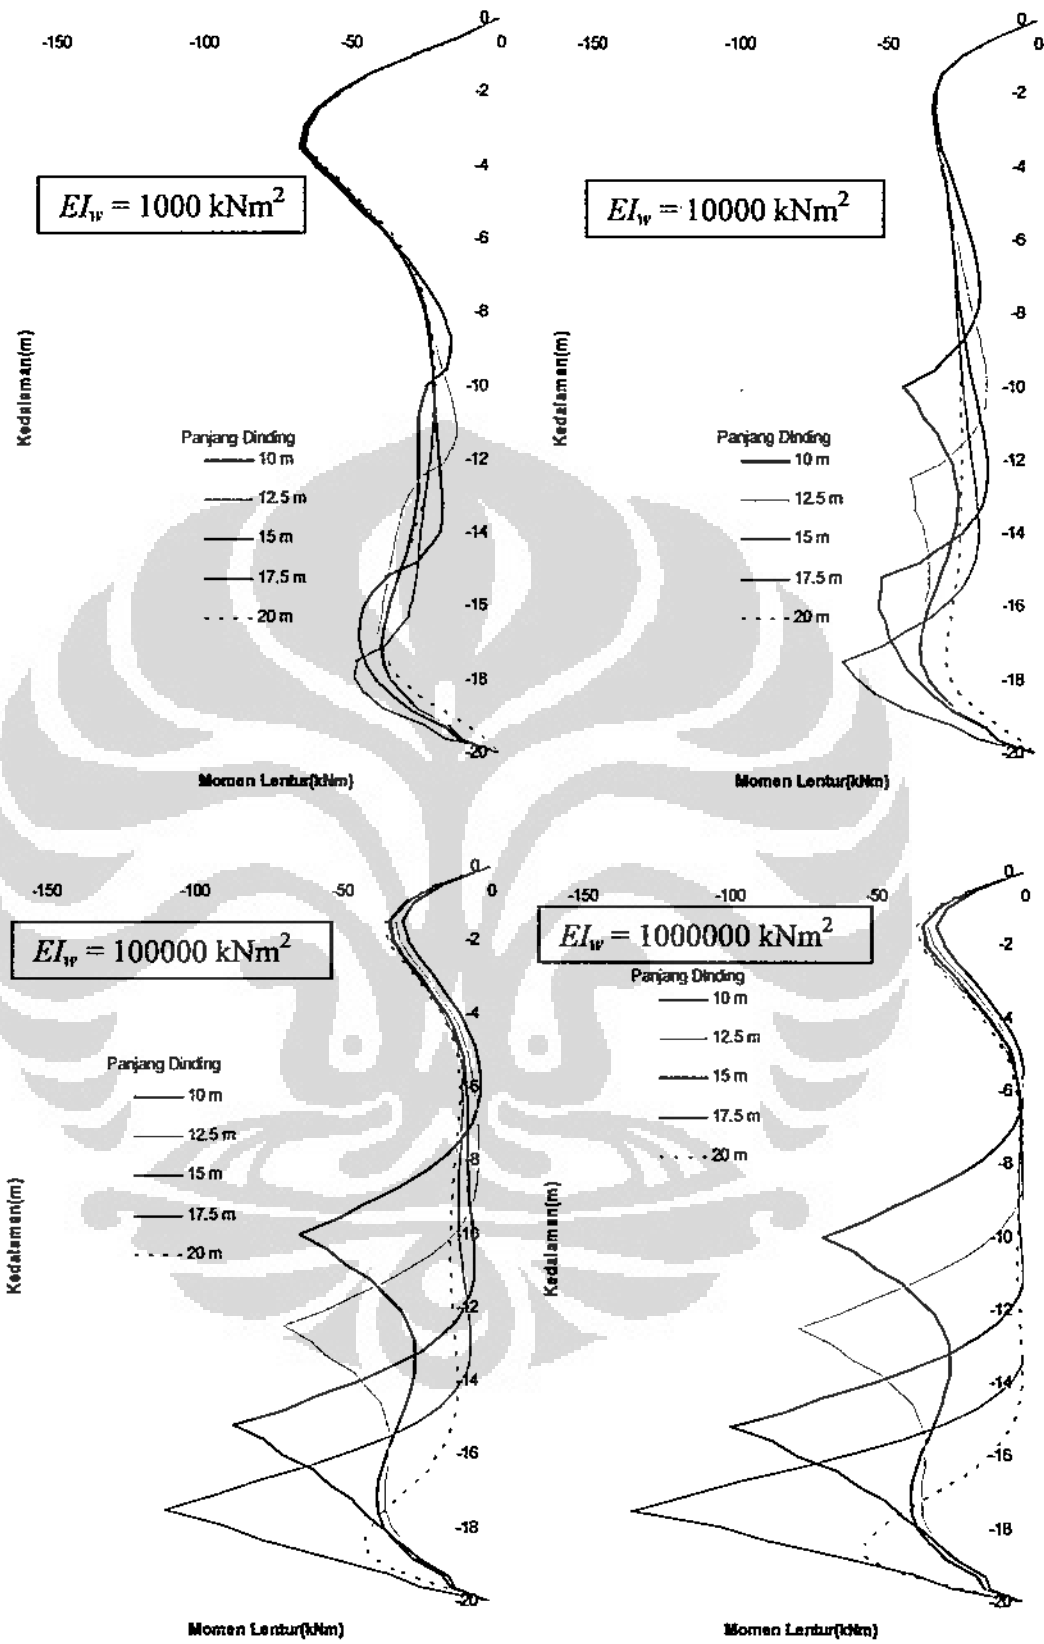 -150 -100 -50 0
0
-2
-4
EI_w = 1000 kNm²
-6
-8
Kedalaman(m)
-10
Panjang Dinding
10 m
-12
12.5 m
15 m
-14
17.5 m
-16
20 m
-18
-20
Momen Lentur(kNm)
-150 -100 -50 0
0
-2
-4
EI_w = 10000 kNm²
-6
-8
Kedalaman(m)
-10
Panjang Dinding
10 m
-12
12.5 m
15 m
-14
17.5 m
-16
20 m
-18
-20
Momen Lentur(kNm)
0
-150 -100 -50 0
EI_w = 100000 kNm²
-2
-4
Panjang Dinding
-6
10 m
12.5 m
-8
15 m
Kedalaman(m)
17.5 m
-10
20 m
-12
-14
-16
-18
-20
Momen Lentur(kNm)
0
-150 -50 0
EI_w = 1000000 kNm²
-2
Panjang Dinding
10 m
-4
12.5 m
15 m
-6
17.5 m
20 m
-8
Kedalaman(m)
-10
-12
-14
-16
-18
-20
Momen Lentur(kNm)